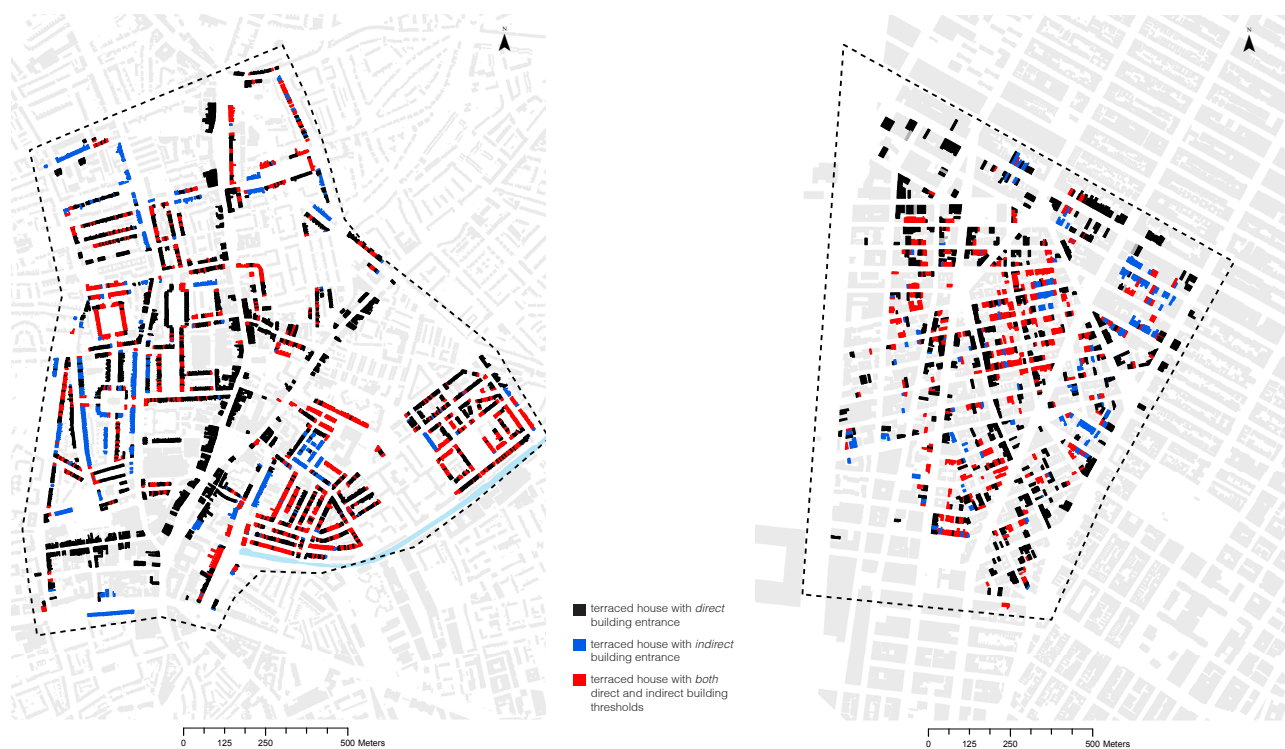 N
N
terraced house with direct
building entrance
terraced house with indirect
building entrance
terraced house with both
direct and indirect building
thresholds
0 125 250 500 Meters
0 125 250 500 Meters